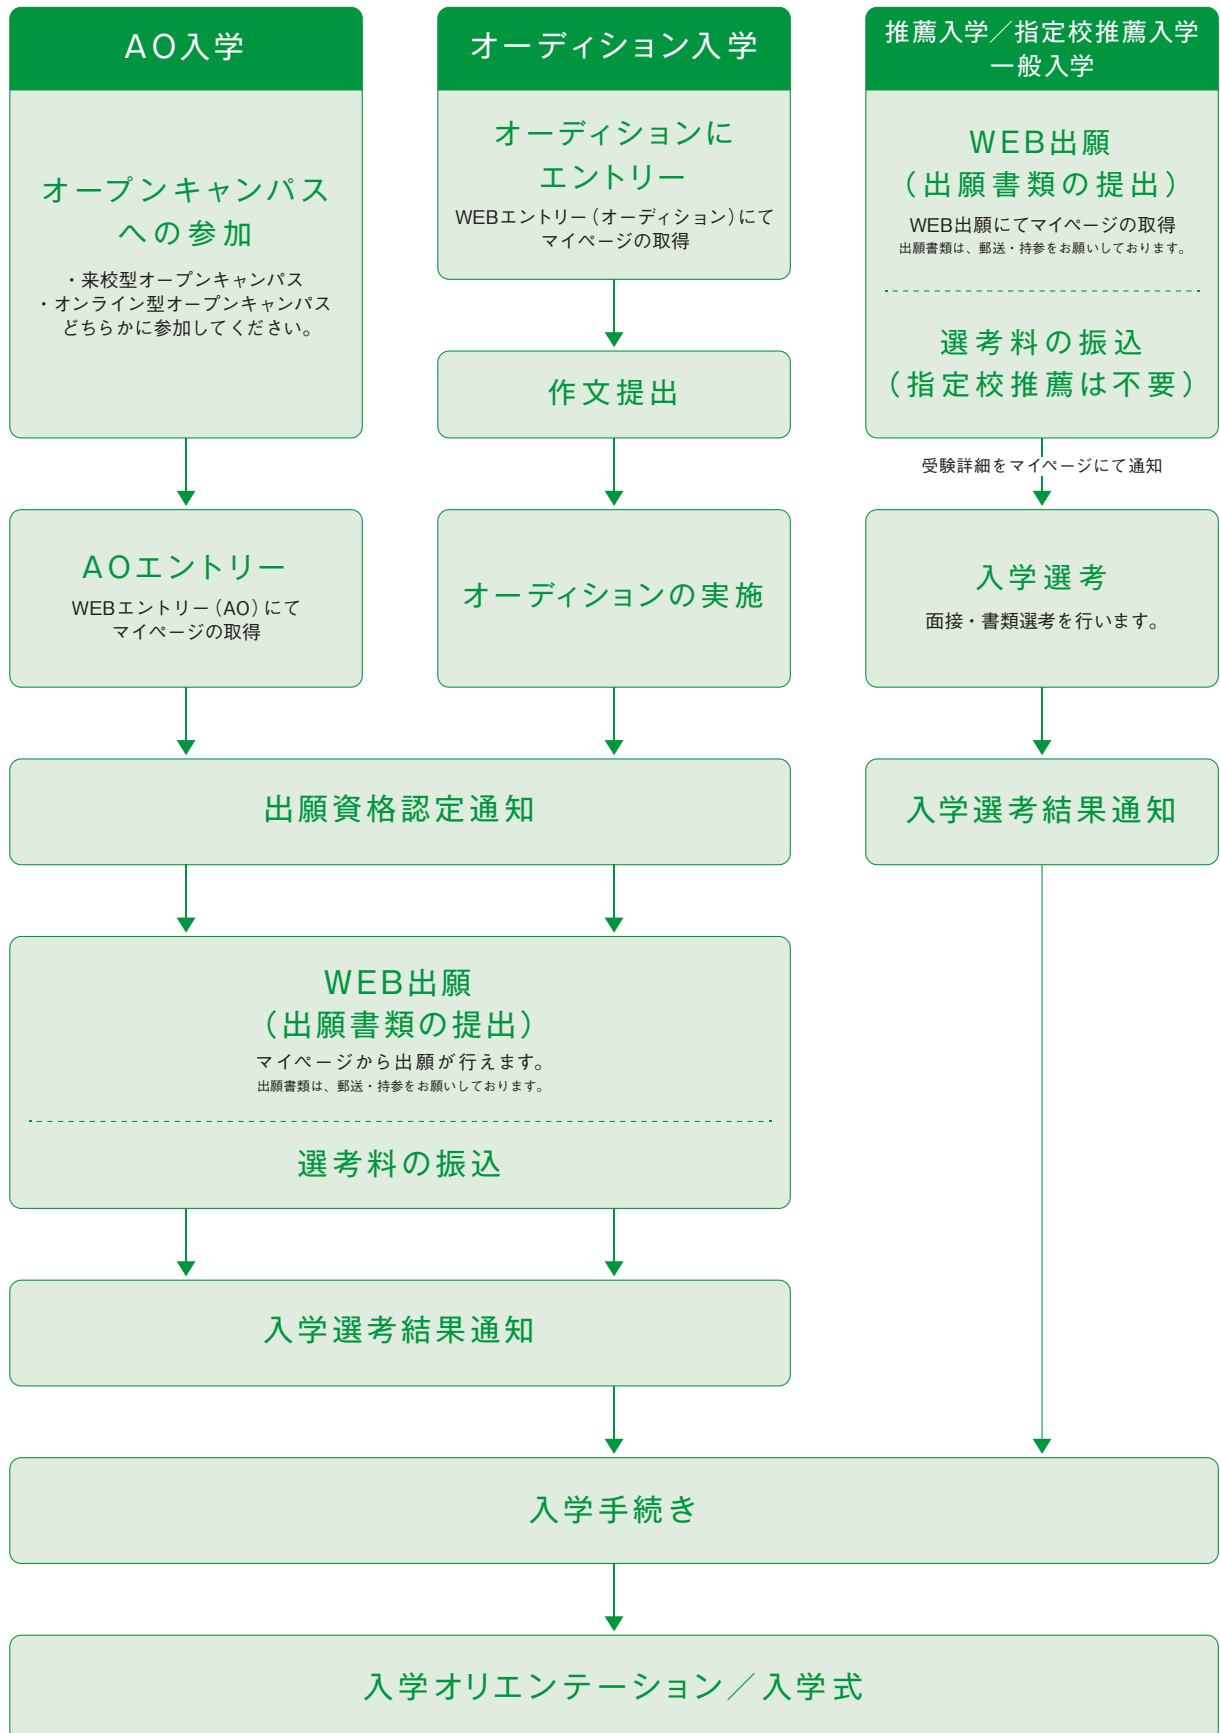 AO入学
オープンキャンパス
への参加
・来校型オープンキャンパス
・オンライン型オープンキャンパス
どちらかに参加してください。
AOエントリー
WEBエントリー（AO）にて
マイページの取得
オーディション入学
オーディションに
エントリー
WEBエントリー（オーディション）にて
マイページの取得
作文提出
オーディションの実施
出願資格認定通知
WEB出願
（出願書類の提出）
マイページから出願が行えます。
出願書類は、郵送・持参をお願いしております。
選考料の振込
入学選考結果通知
推薦入学／指定校推薦入学
一般入学
WEB出願
（出願書類の提出）
WEB出願にてマイページの取得
出願書類は、郵送・持参をお願いしております。
選考料の振込
（指定校推薦は不要）
受験詳細をマイページにて通知
入学選考
面接・書類選考を行います。
入学選考結果通知
入学手続き
入学オリエンテーション／入学式